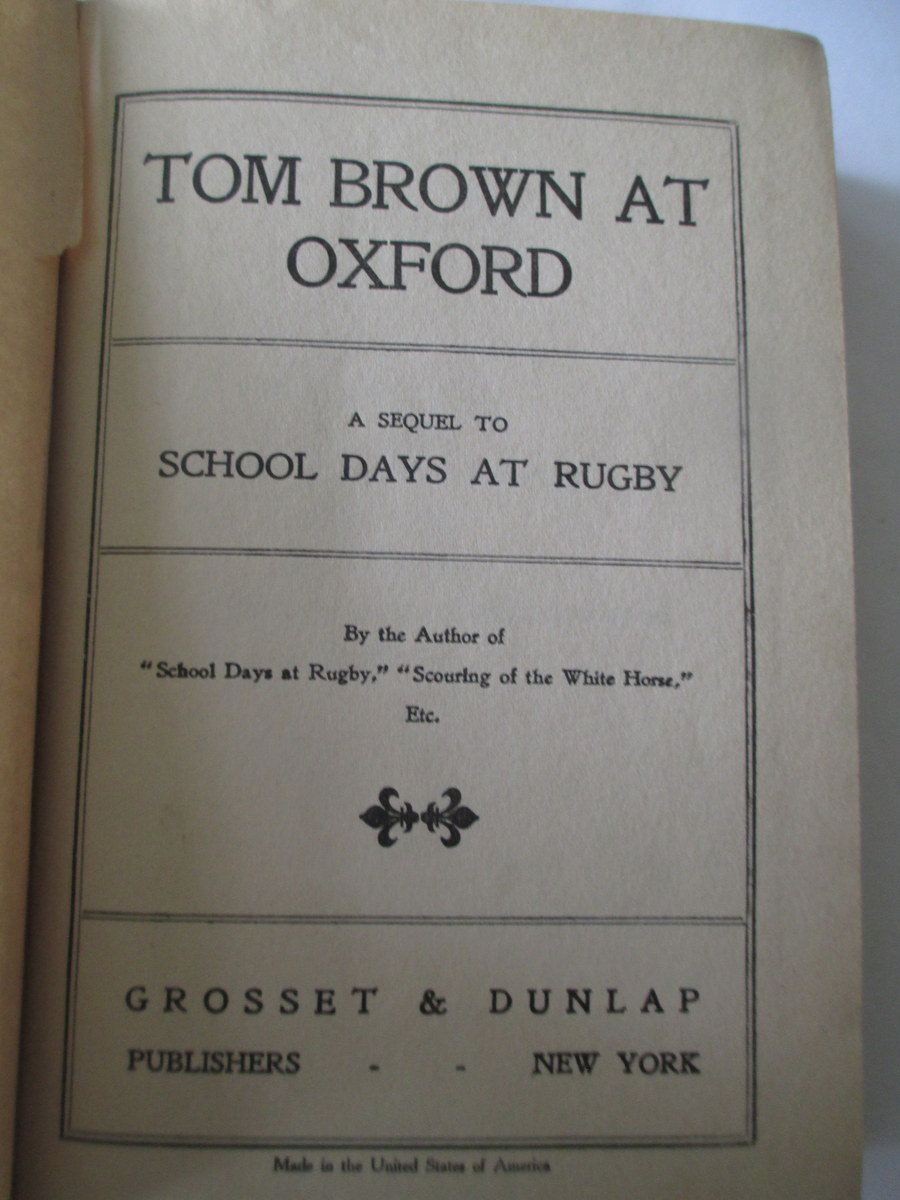 TOM BROWN AT
OXFORD
A SEQUEL TO
SCHOOL DAYS AT RUGBY
By the Author of
“School Days at Rugby,” “Scouring of the White Horse,”
Etc.
GROSSET & DUNLAP
PUBLISHERS - - NEW YORK
Made in the United States of America